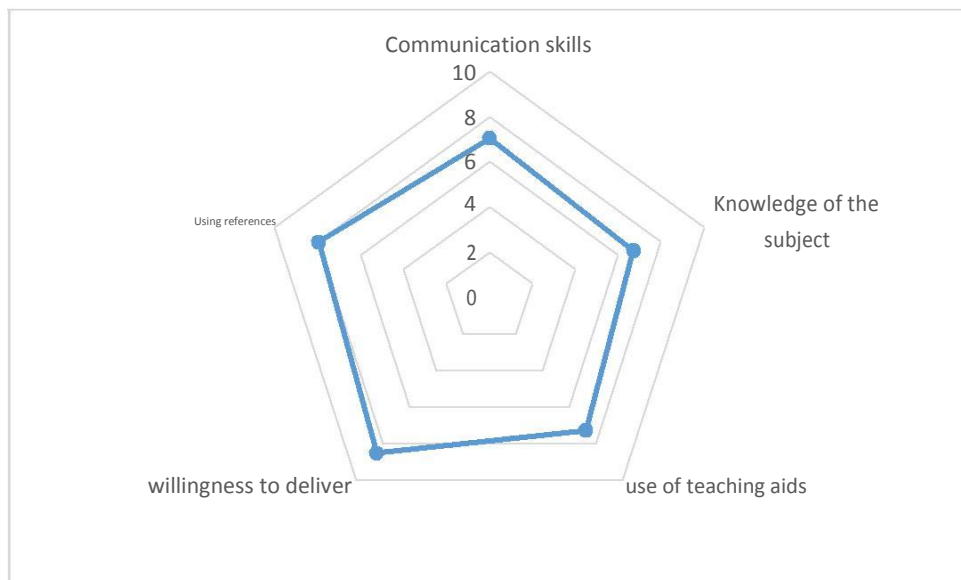 Communication skills
10
8
6
4
2
0
Using references
Knowledge of the
subject
willingness to deliver
use of teaching aids